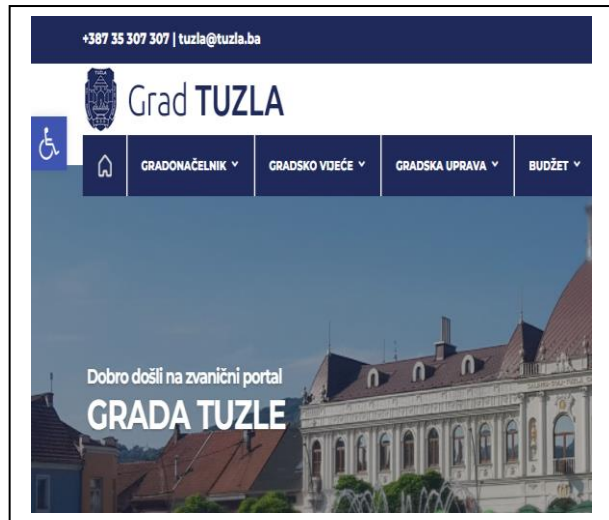 +387 35 307 307 | tuzla@tuzla.ba
TUZLA
Grad TUZLA
GRADONAČELNIK
GRADSKO VIJEĆE
GRADSKA UPRAVA
BUDŽET
Dobro došli na zvanični portal
GRADA TUZLE